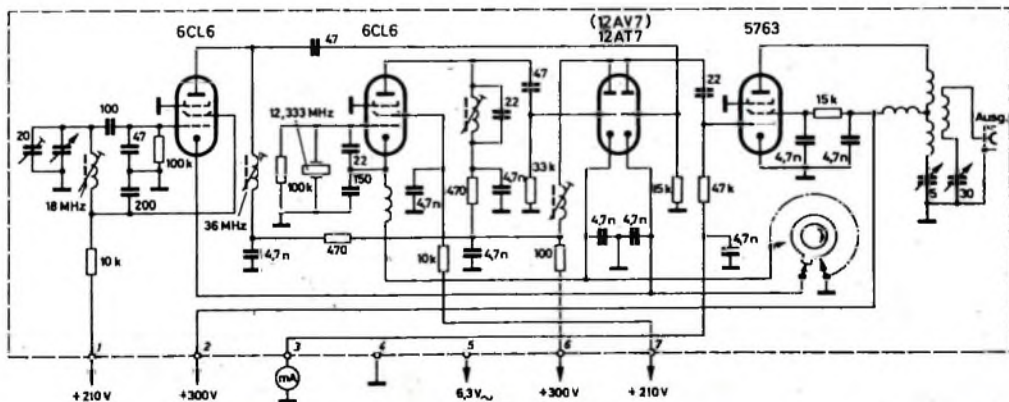 6CL6
6CL6
(12AV7)
12AT7
5763
47
100
20
47
100k
18 MHz
200
10k
36 MHz
12,333 MHz
100k
22
150
4,7n
470
4,7n
10k
22
470
4,7n
4,7n
47
33k
100
4,7n
4,7n
15k
22
47k
4,7n
15k
4,7n
4,7n
5
30
Ausg.
1
2
3
4
5
6
7
mA
+210V
+300V
6,3V~
+300V
+210V